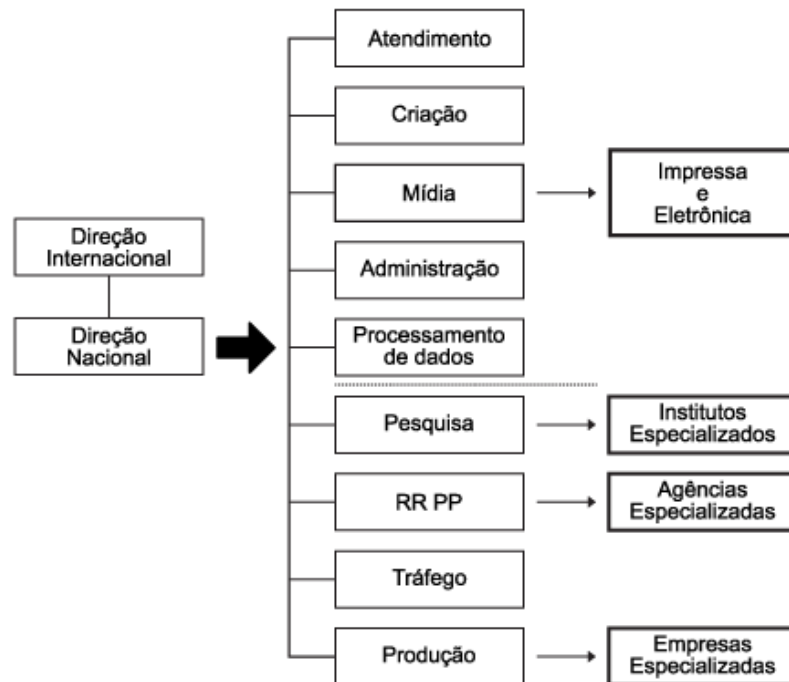 Atendimento
Criação
Mídia
Impressa
e
Eletrônica
Direção
Internacional
Administração
Direção
Nacional
Processamento
de dados
Pesquisa
Institutos
Especializados
RR PP
Agências
Especializadas
Tráfego
Produção
Empresas
Especializadas